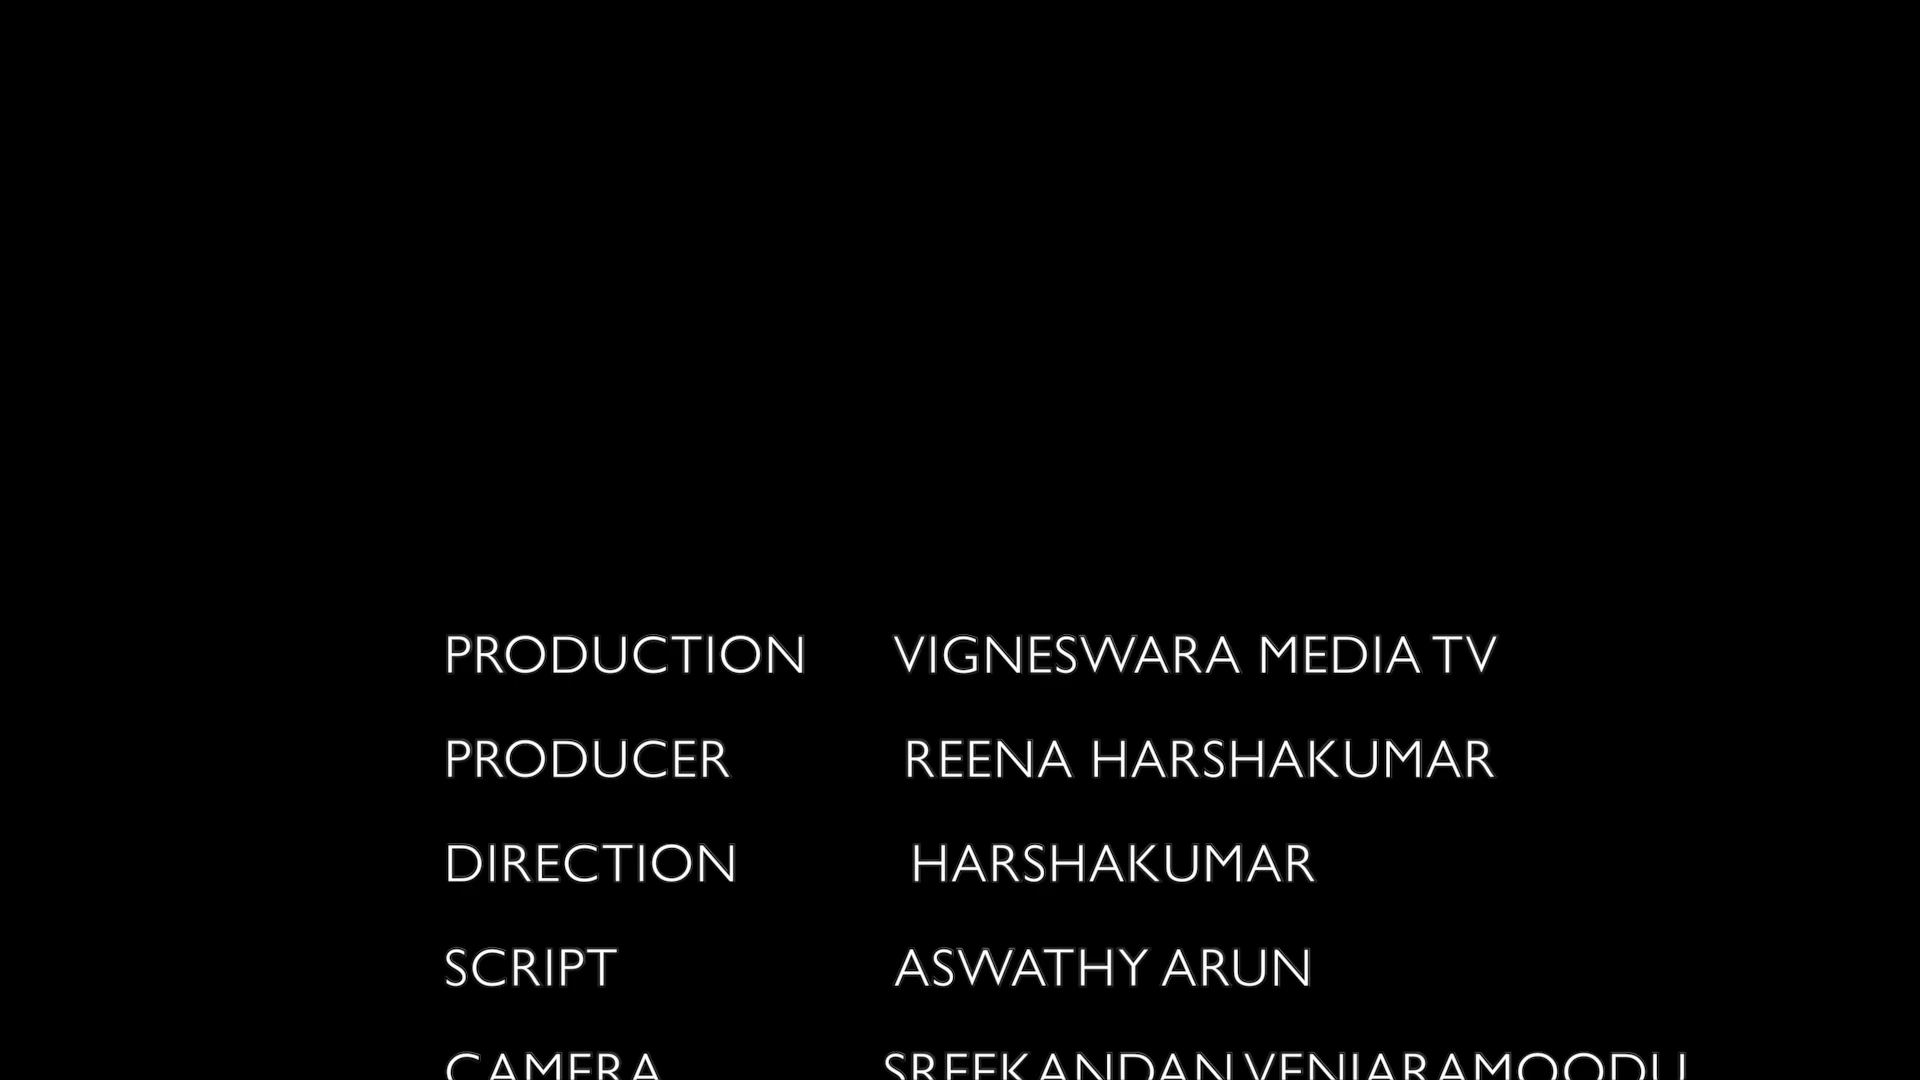 PRODUCTION VIGNESWARA MEDIA TV
PRODUCER REENA HARSHAKUMAR
DIRECTION HARSHAKUMAR
SCRIPT ASWATHY ARUN
CAMERA SREEKANDAN VENJARAMOODU